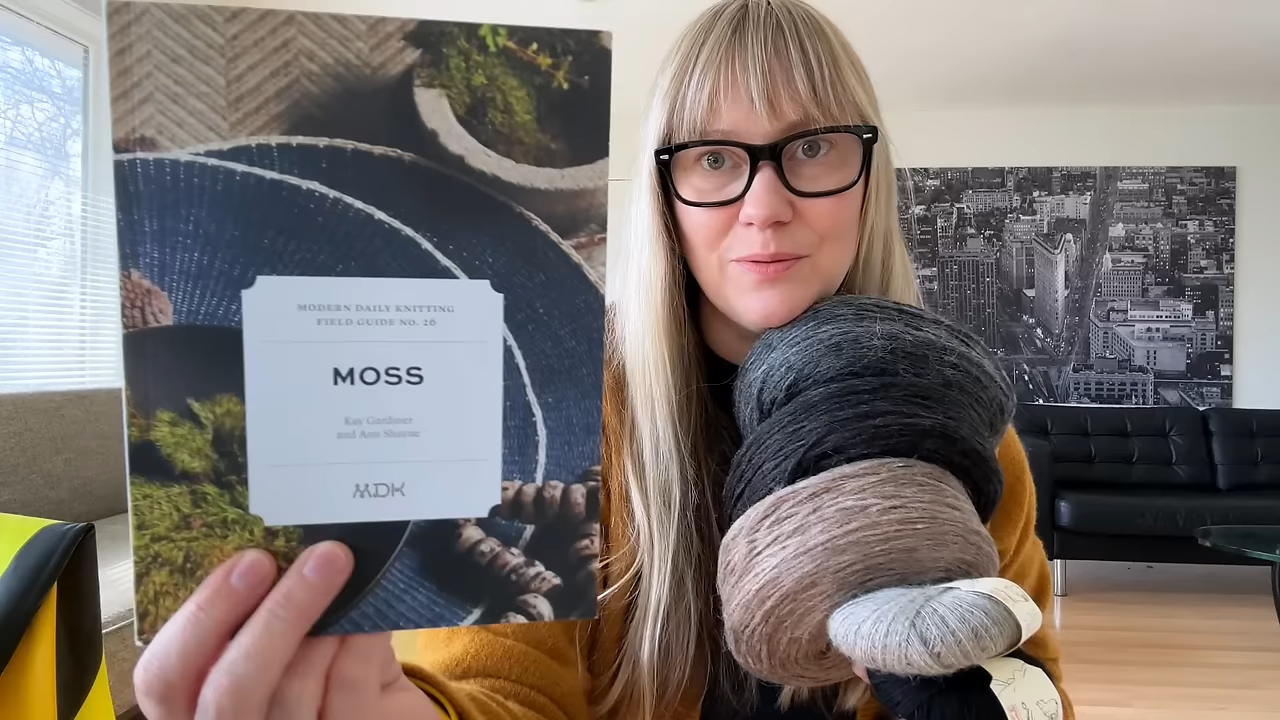 MODERN DAILY KNITTING
FIELD GUIDE NO. 26
MOSS
Kay Gardiner
and Ann Shayne
MDK